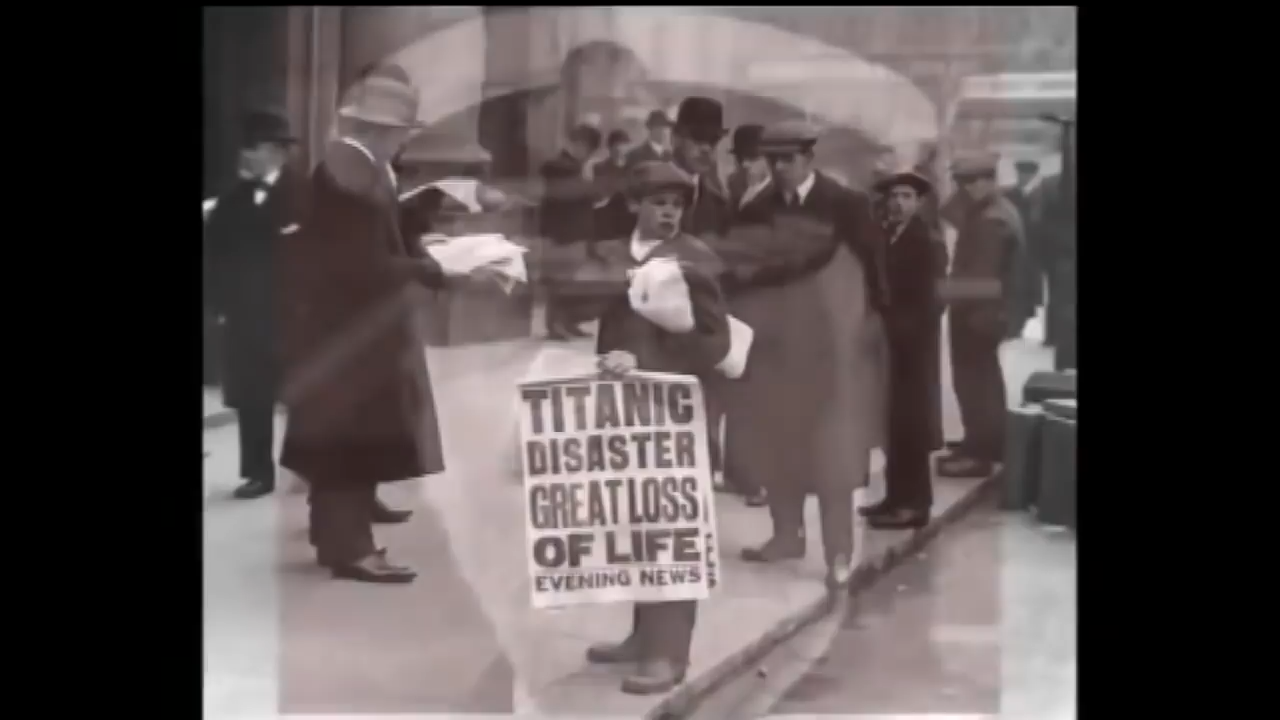 TITANIC
DISASTER
GREAT LOSS
OF LIFE
EVENING NEWS